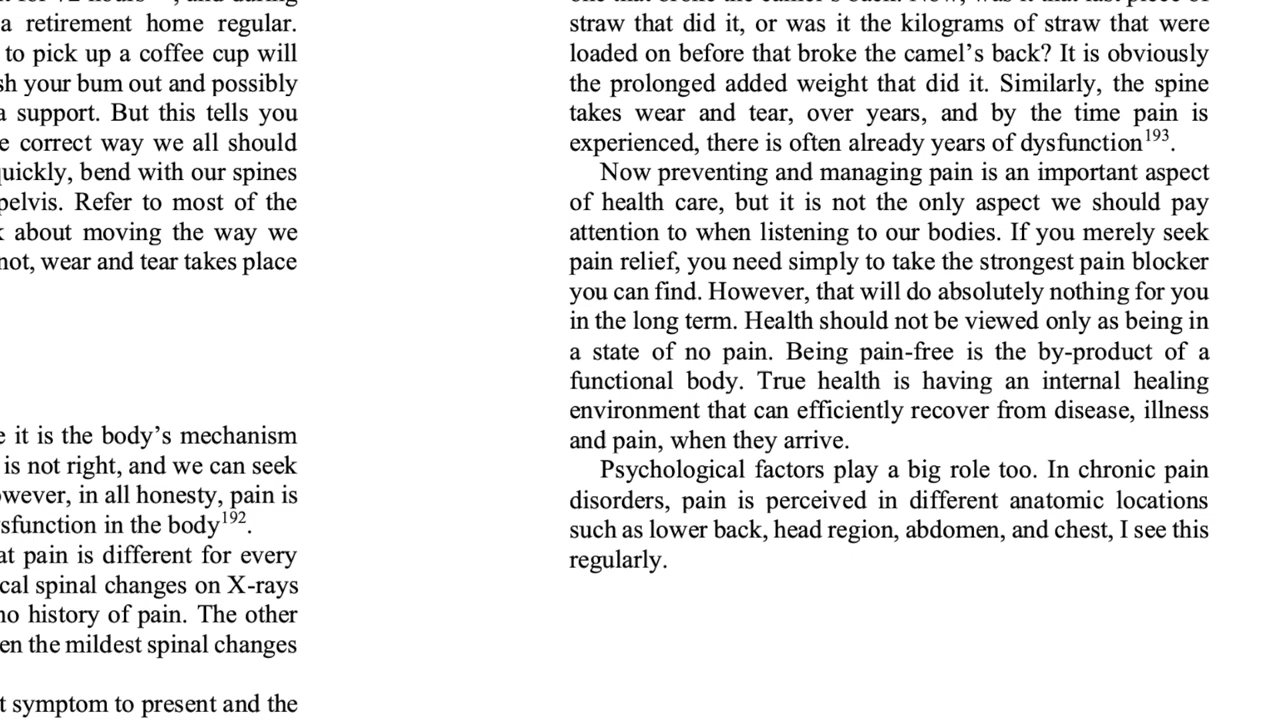 a retirement home regular.
to pick up a coffee cup will
your bum out and possibly
a support. But this tells you
correct way we all should
bend with our spines
pelvis. Refer to most of the
about moving the way we
not, wear and tear takes place
it is the body's mechanism
is not right, and we can seek
in all honesty, pain is
in the body192.
pain is different for every
spinal changes on X-rays
no history of pain. The other
the mildest spinal changes
symptom to present and the
straw that did it, or was it the kilograms of straw that were
loaded on before that broke the camel's back? It is obviously
the prolonged added weight that did it. Similarly, the spine
takes wear and tear, over years, and by the time pain is
experienced, there is often already years of dysfunction193.
Now preventing and managing pain is an important aspect
of health care, but it is not the only aspect we should pay
attention to when listening to our bodies. If you merely seek
pain relief, you need simply to take the strongest pain blocker
you can find. However, that will do absolutely nothing for you
in the long term. Health should not be viewed only as being in
a state of no pain. Being pain-free is the by-product of a
functional body. True health is having an internal healing
environment that can efficiently recover from disease, illness
and pain, when they arrive.
Psychological factors play a big role too. In chronic pain
disorders, pain is perceived in different anatomic locations
such as lower back, head region, abdomen, and chest, I see this
regularly.